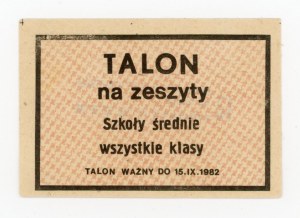 TALON
na zeszyty
Szkoły średnie
wszystkie klasy
TALON WAŻNY DO 15.IX.1982